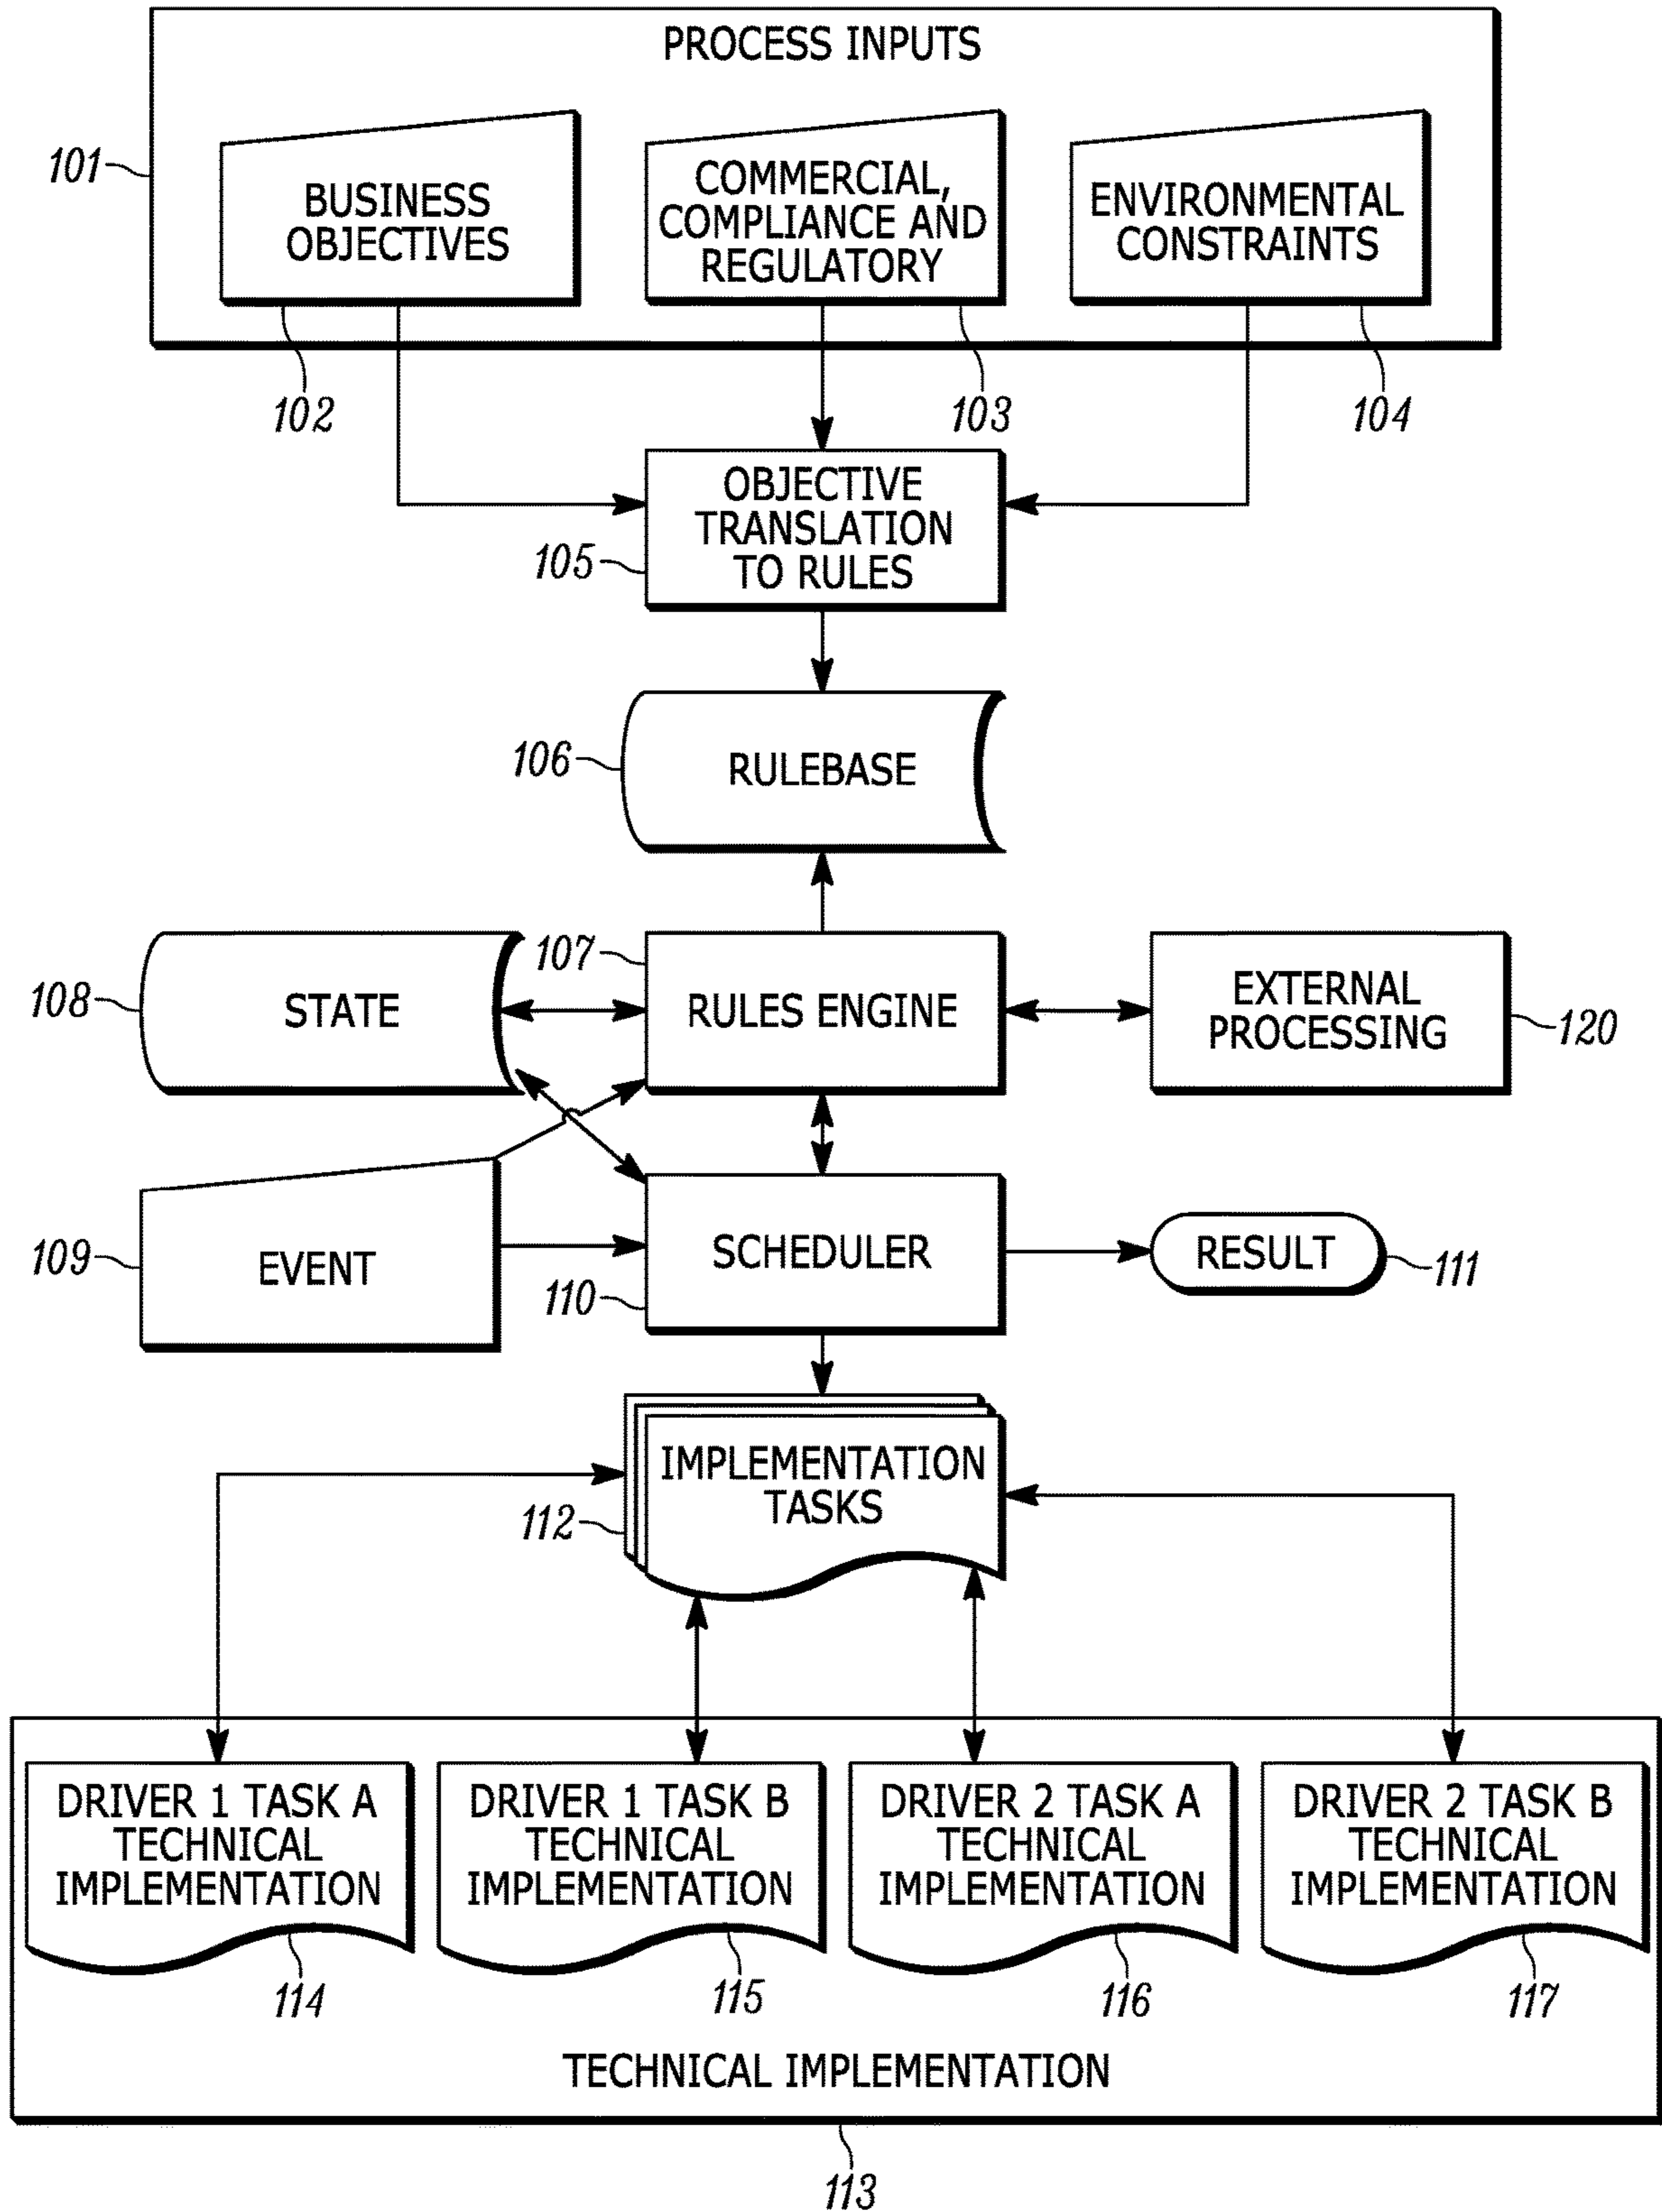 PROCESS INPUTS
101
BUSINESS
OBJECTIVES
COMMERCIAL,
COMPLIANCE AND
REGULATORY
ENVIRONMENTAL
CONSTRAINTS
102
103
104
OBJECTIVE
TRANSLATION
TO RULES
105
106
RULEBASE
108
STATE
107
RULES ENGINE
EXTERNAL
PROCESSING
120
109
EVENT
SCHEDULER
110
RESULT
111
IMPLEMENTATION
TASKS
112
DRIVER 1 TASK A
TECHNICAL
IMPLEMENTATION
DRIVER 1 TASK B
TECHNICAL
IMPLEMENTATION
DRIVER 2 TASK A
TECHNICAL
IMPLEMENTATION
DRIVER 2 TASK B
TECHNICAL
IMPLEMENTATION
114
115
116
117
TECHNICAL IMPLEMENTATION
113